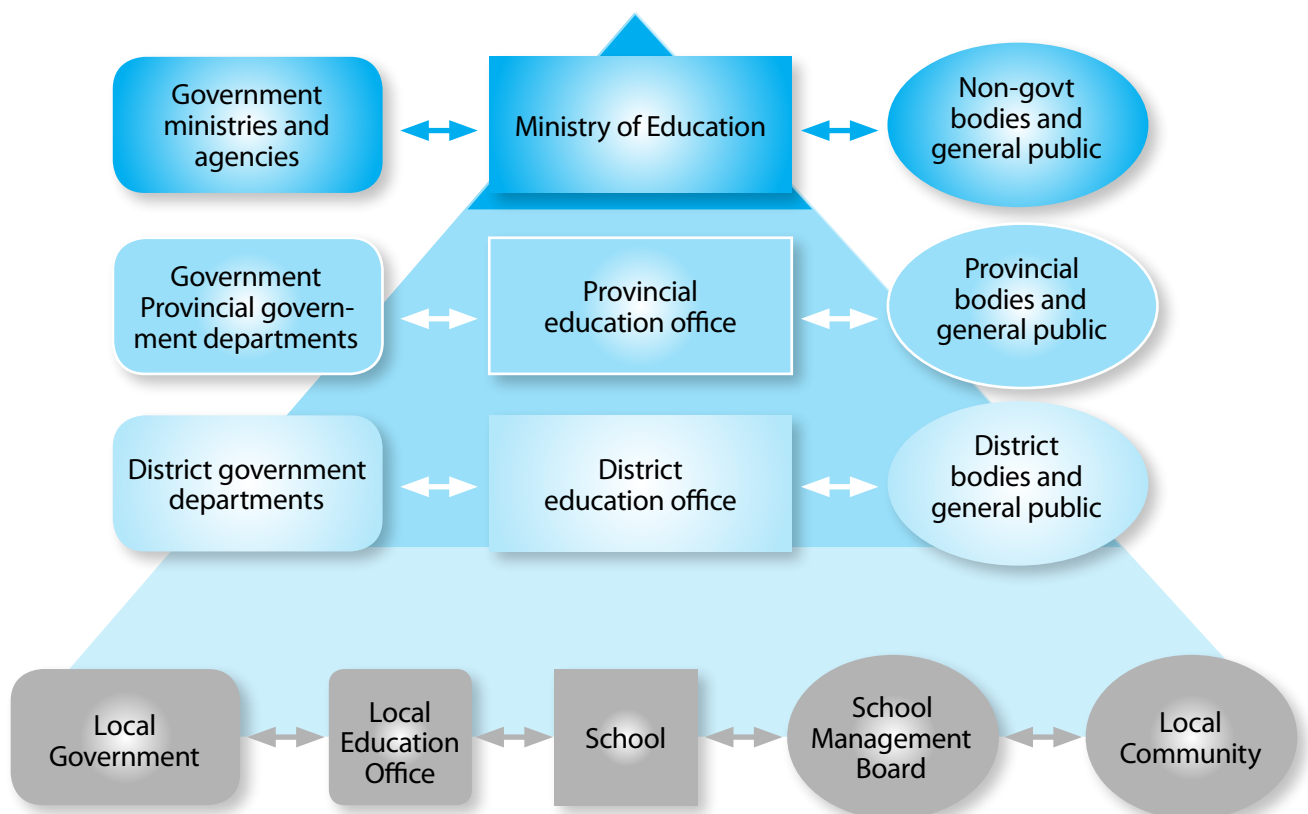 Government
ministries and
agencies
Ministry of Education
Non-govt
bodies and
general public
Government
Provincial govern-
ment departments
Provincial
education office
Provincial
bodies and
general public
District government
departments
District
education office
District
bodies and
general public
Local
Government
Local
Education
Office
School
School
Management
Board
Local
Community